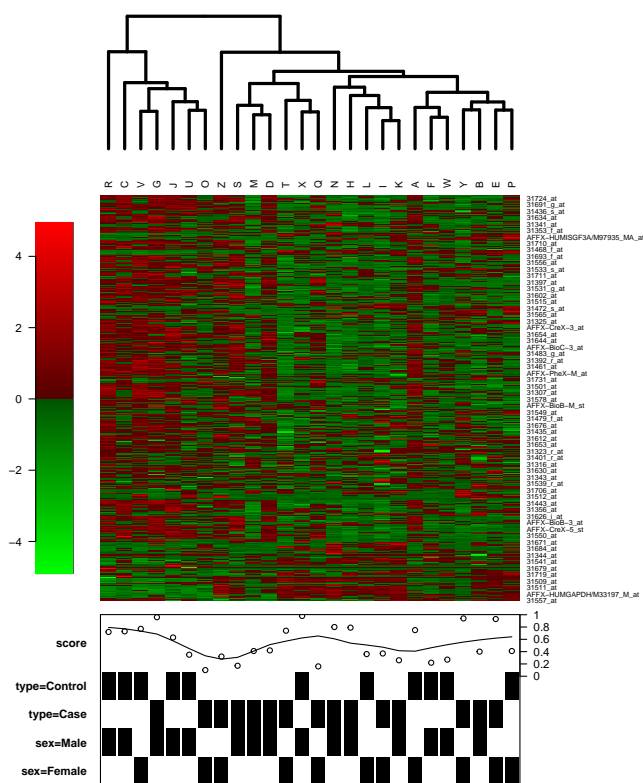 R C V G J U O Z S M D T X Q N H L I K A F W Y B E P
31724_at
31691_g_at
31436_s_at
31634_at
31341_at
31353_f_at
AFFX−HUMISGF3A/M97935_MA_at
31710_at
31468_f_at
31693_f_at
31556_at
31533_s_at
31711_at
31397_at
31531_g_at
31602_at
31515_at
31472_s_at
31565_at
31325_at
AFFX−CreX−3_at
31654_at
31644_at
AFFX−BioC−3_at
31483_g_at
31392_r_at
31461_at
AFFX−PheX−M_at
31731_at
31501_at
31307_at
31578_at
AFFX−BioB−M_st
31549_at
31479_f_at
31676_at
31435_at
31612_at
31653_at
31323_r_at
31401_r_at
31316_at
31630_at
31343_at
31539_r_at
31706_at
31512_at
31443_at
31356_at
31626_i_at
AFFX−BioB−3_at
AFFX−CreX−5_st
31550_at
31671_at
31684_at
31344_at
31541_at
31679_at
31719_at
31509_at
31511_at
AFFX−HUMGAPDH/M33197_M_at
31557_at
4
2
0
−2
−4
score
1
0.8
0.6
0.4
0.2
0
type=Control
type=Case
sex=Male
sex=Female